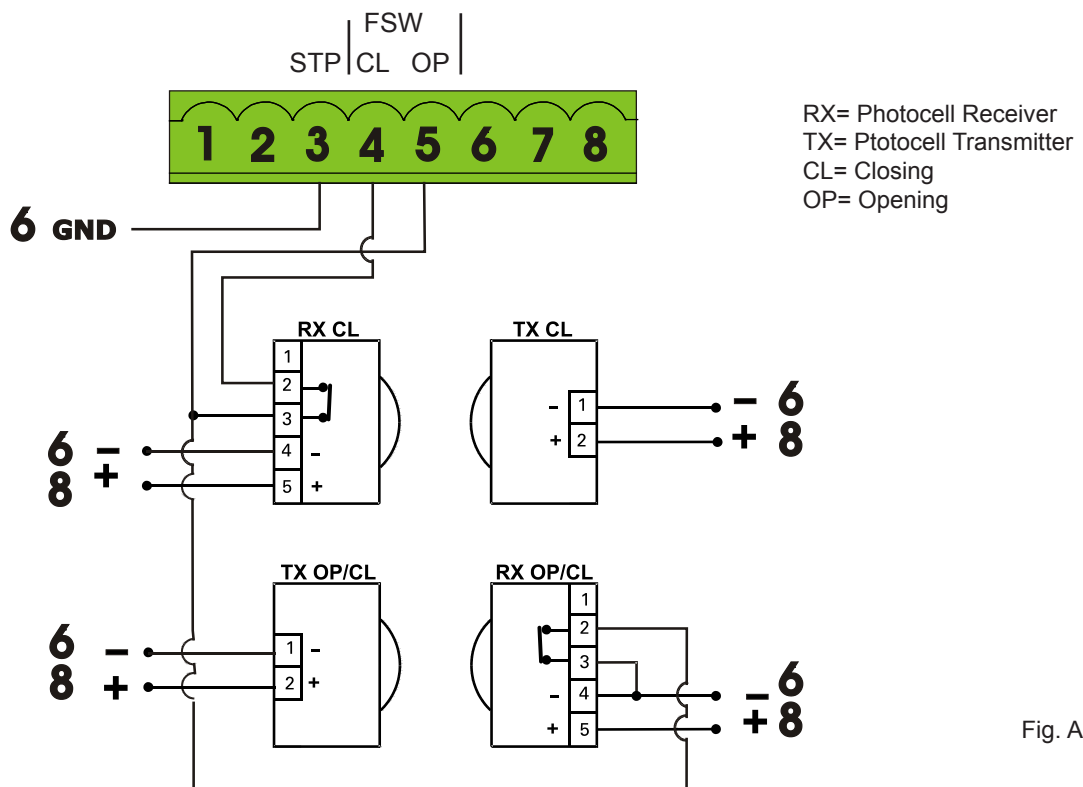 FSW
STP CL OP
1 2 3 4 5 6 7 8
RX= Photocell Receiver
TX= Ptotocell Transmitter
CL= Closing
OP= Opening
6 GND
RX CL
1
2
3
4 -
5 +
6 -
8 +
TX CL
- 1
+ 2
- 6
+ 8
TX OP/CL
1 -
2 +
6 -
8 +
RX OP/CL
1
2
3
- 4
+ 5
- 6
+ 8
Fig. A